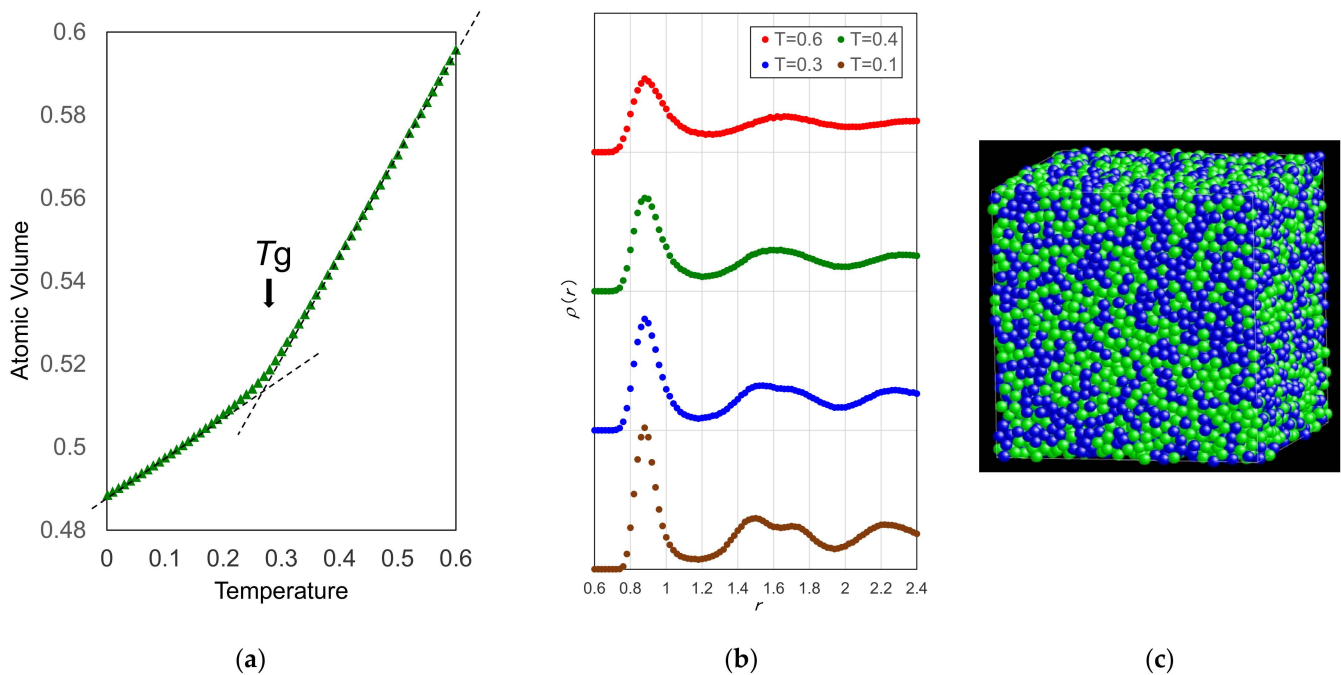 0.6
0.58
0.56
0.54
0.52
0.5
0.48
Atomic Volume
Tg
0 0.1 0.2 0.3 0.4 0.5 0.6
Temperature
(a)
T=0.6 T=0.4
T=0.3 T=0.1
ρ(r)
0.6 0.8 1 1.2 1.4 1.6 1.8 2 2.2 2.4
r
(b)
(c)